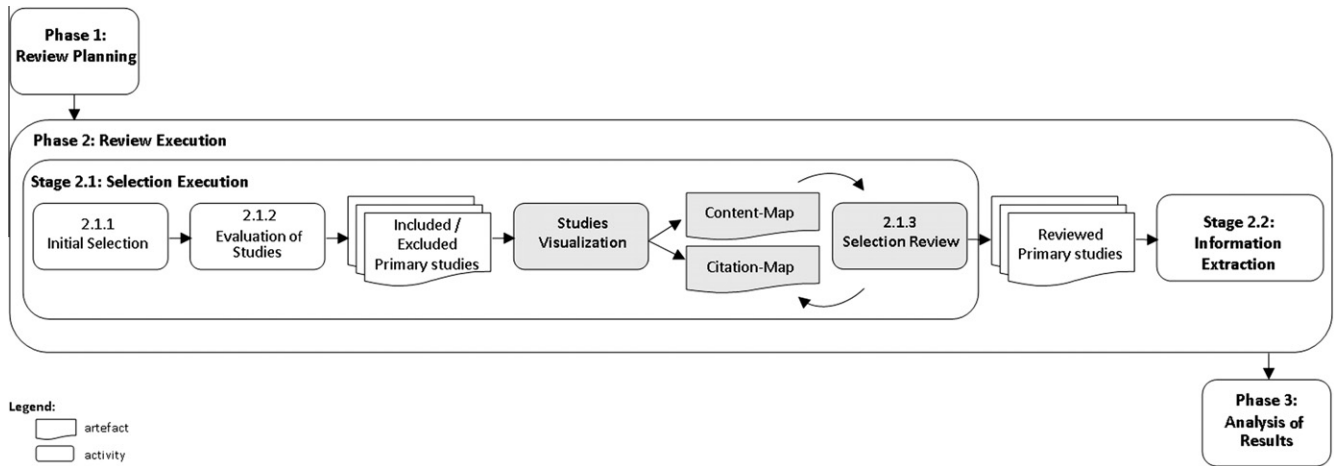 Phase 1:
Review Planning
Phase 2: Review Execution
Stage 2.1: Selection Execution
2.1.1
Initial Selection
2.1.2
Evaluation of
Studies
Included /
Excluded
Primary studies
Studies
Visualization
Content-Map
Citation-Map
2.1.3
Selection Review
Reviewed
Primary studies
Stage 2.2:
Information
Extraction
Phase 3:
Analysis of
Results
Legend:
artefact
activity